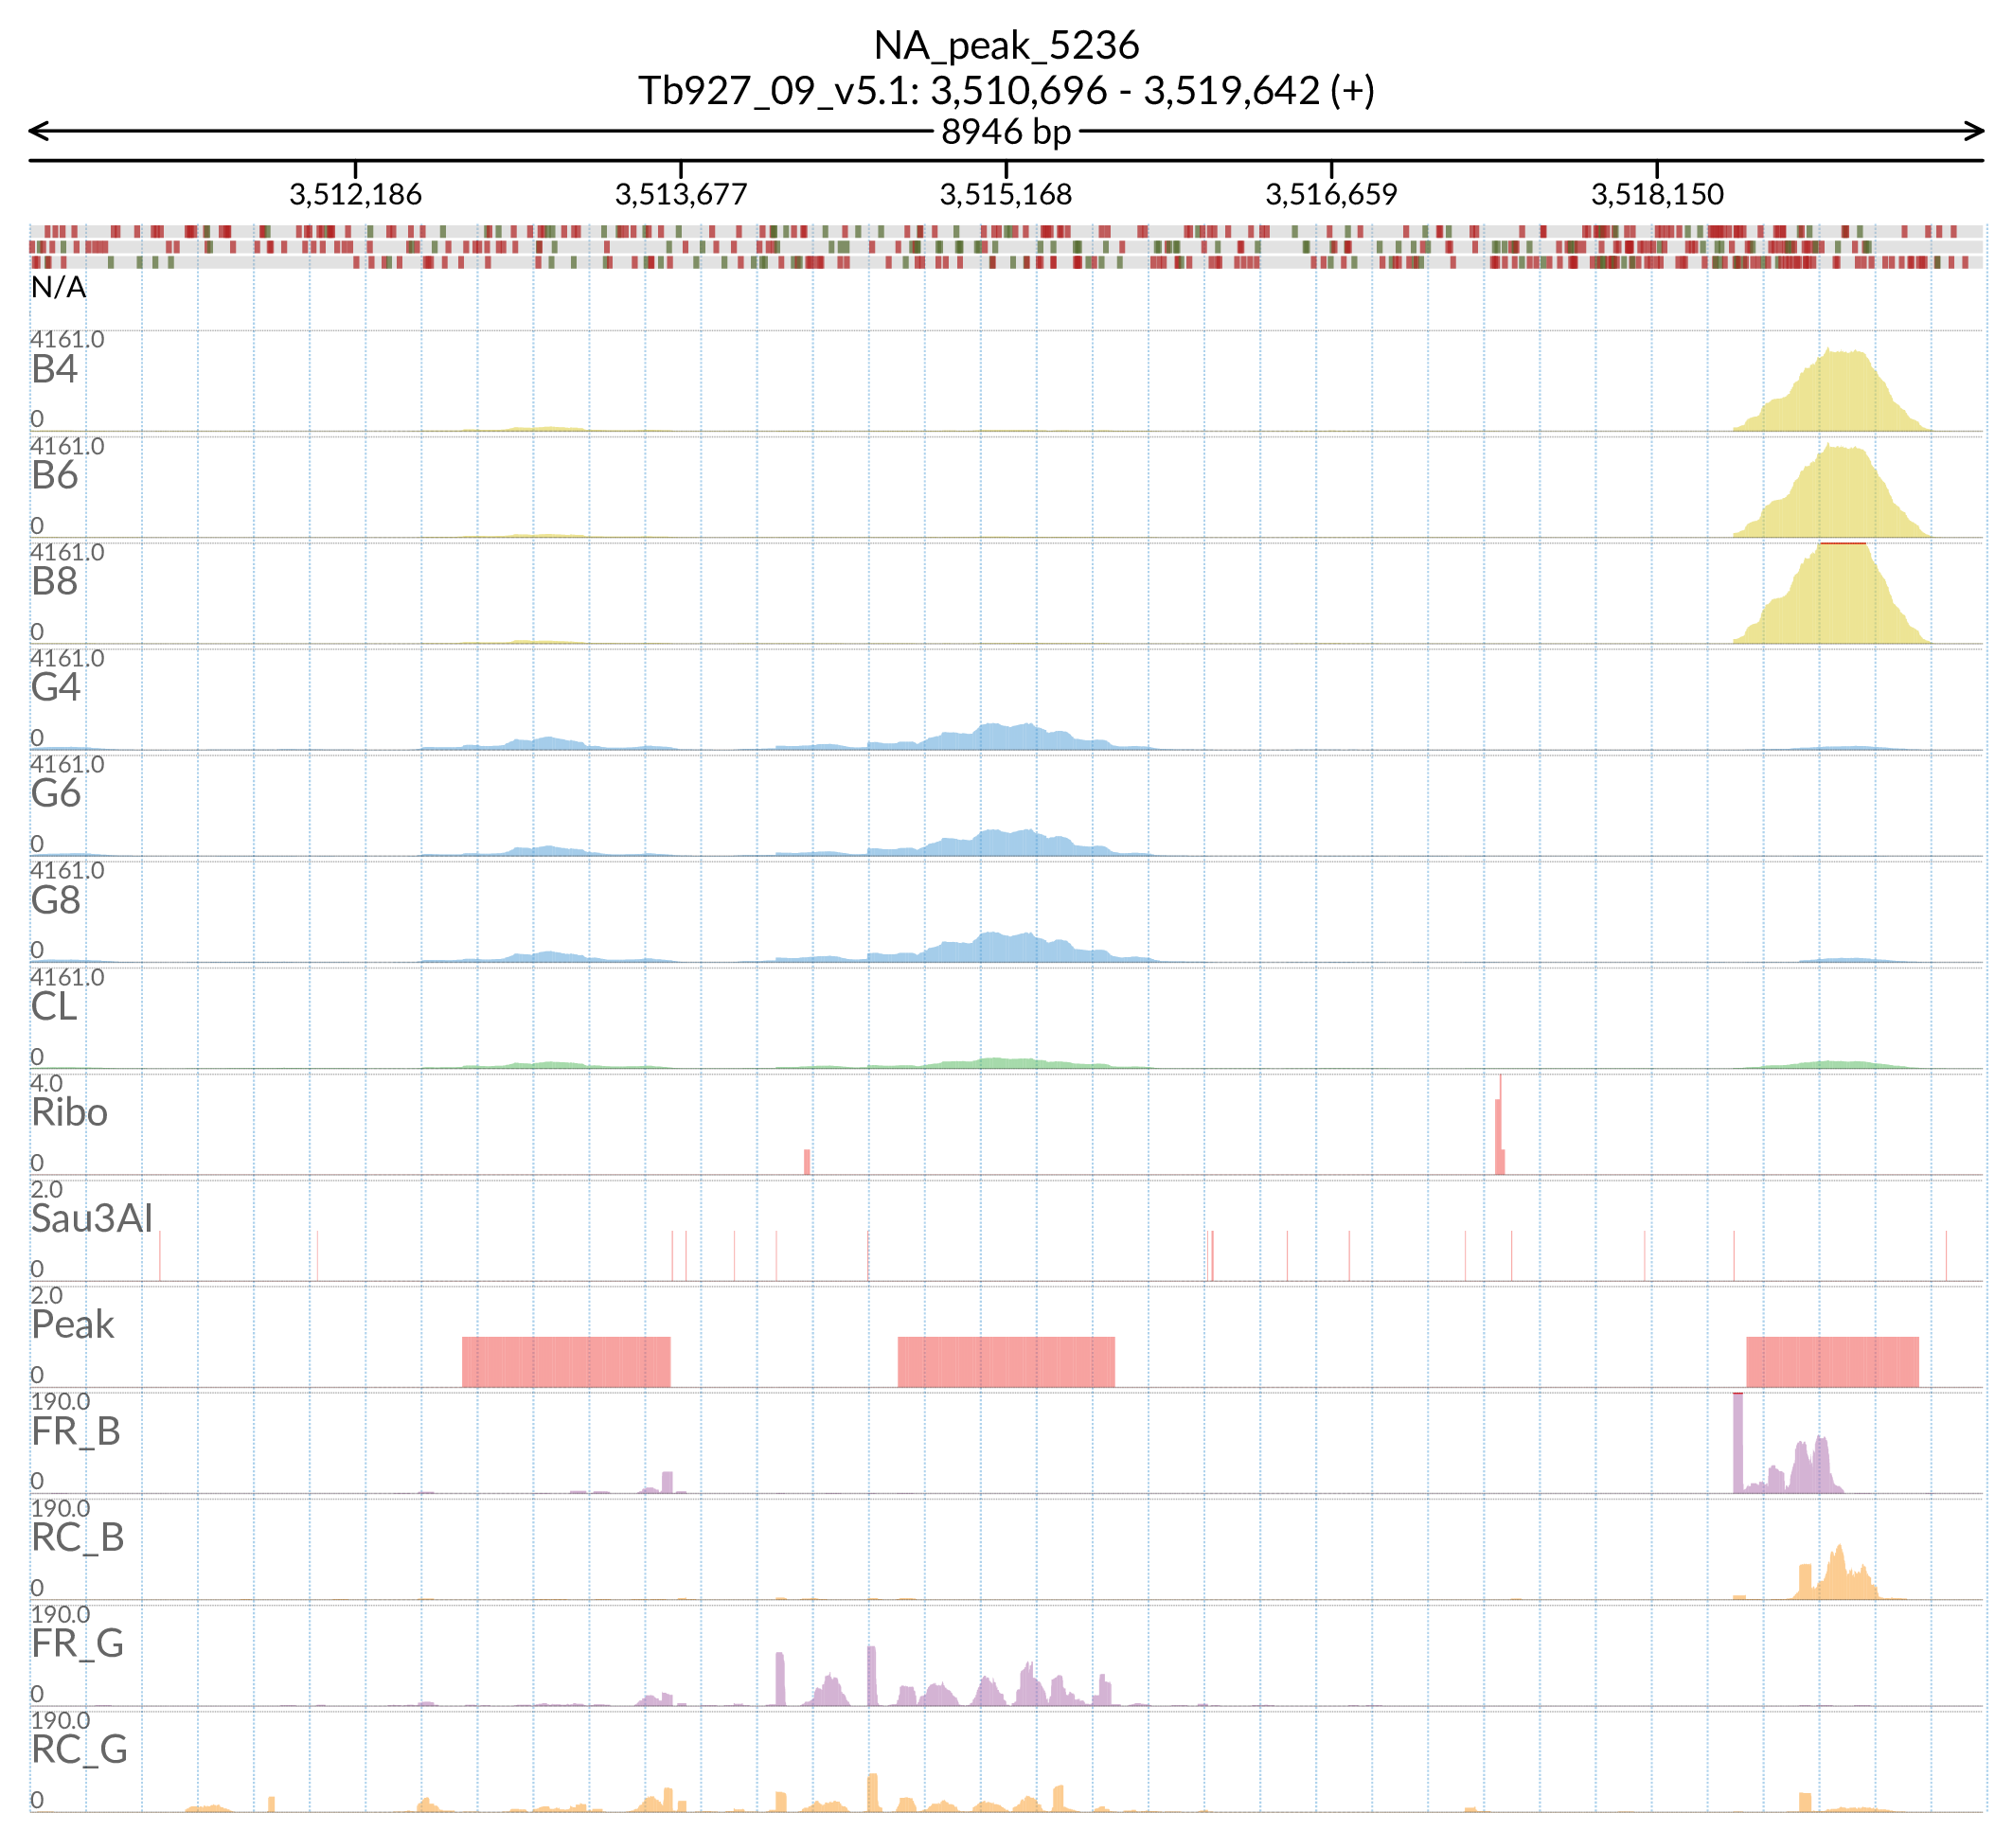 NA_peak_5236
Tb927_09_v5.1: 3,510,696 - 3,519,642 (+)
8946 bp
3,512,186 3,513,677 3,515,168 3,516,659 3,518,150
N/A
4161.0
B4
0
4161.0
B6
0
4161.0
B8
0
4161.0
G4
0
4161.0
G6
0
4161.0
G8
0
4161.0
CL
0
4.0
Ribo
0
2.0
Sau3AI
0
2.0
Peak
0
190.0
FR_B
0
190.0
RC_B
0
190.0
FR_G
0
190.0
RC_G
0